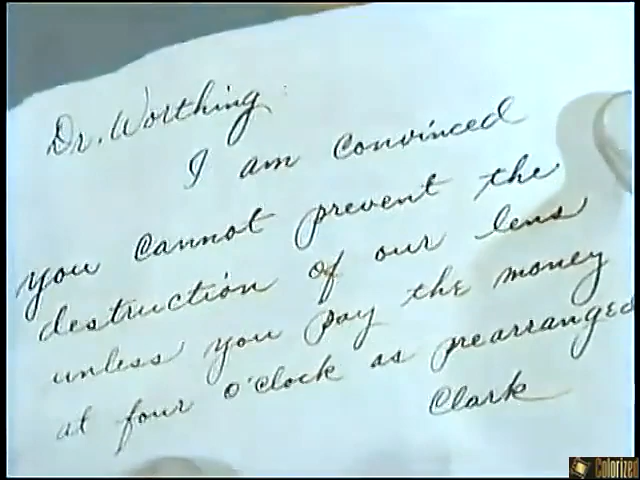 Dr. Worthing
I am convinced
you cannot prevent the
destruction of our lens
unless you pay the money
at four o'clock as prearranged
Clark
Colorized